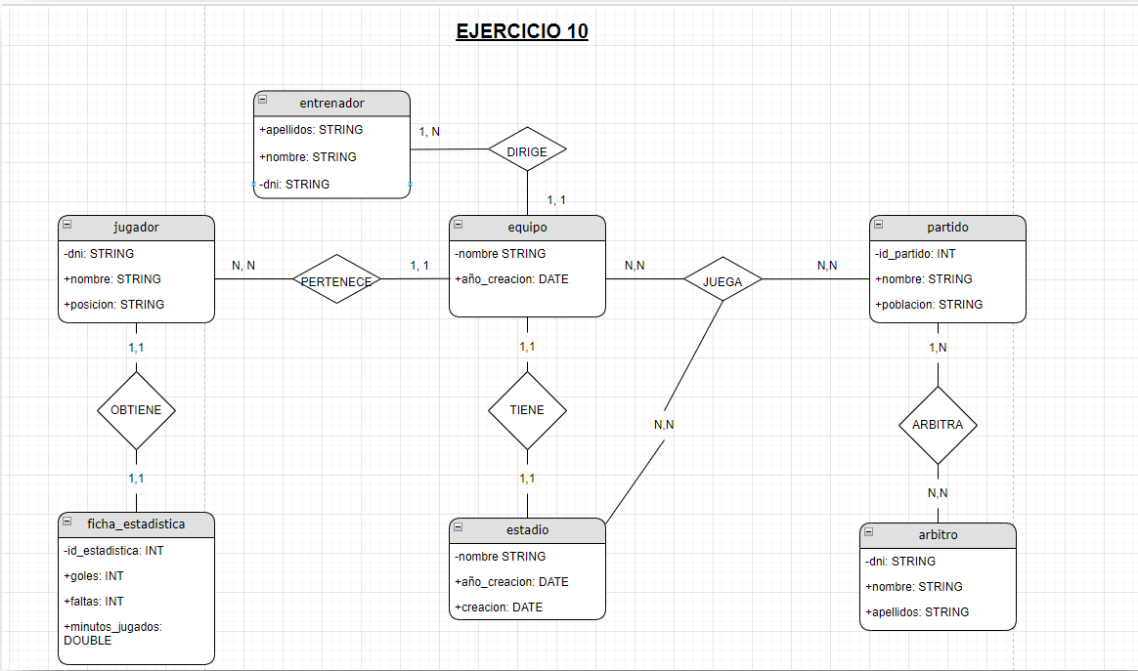 EJERCICIO 10
entrenador
+apellidos: STRING
+nombre: STRING
-dni: STRING
1, N
DIRIGE
1, 1
jugador
-dni: STRING
+nombre: STRING
+posicion: STRING
N, N
PERTENECE
1, 1
equipo
-nombre STRING
+año_creacion: DATE
N,N
JUEGA
N,N
partido
-id_partido: INT
+nombre: STRING
+poblacion: STRING
1,1
OBTIENE
1,1
1,1
TIENE
1,1
N,N
1,N
ARBITRA
N,N
ficha_estadistica
-id_estadistica: INT
+goles: INT
+faltas: INT
+minutos_jugados:
DOUBLE
estadio
-nombre STRING
+año_creacion: DATE
+creacion: DATE
arbitro
-dni: STRING
+nombre: STRING
+apellidos: STRING